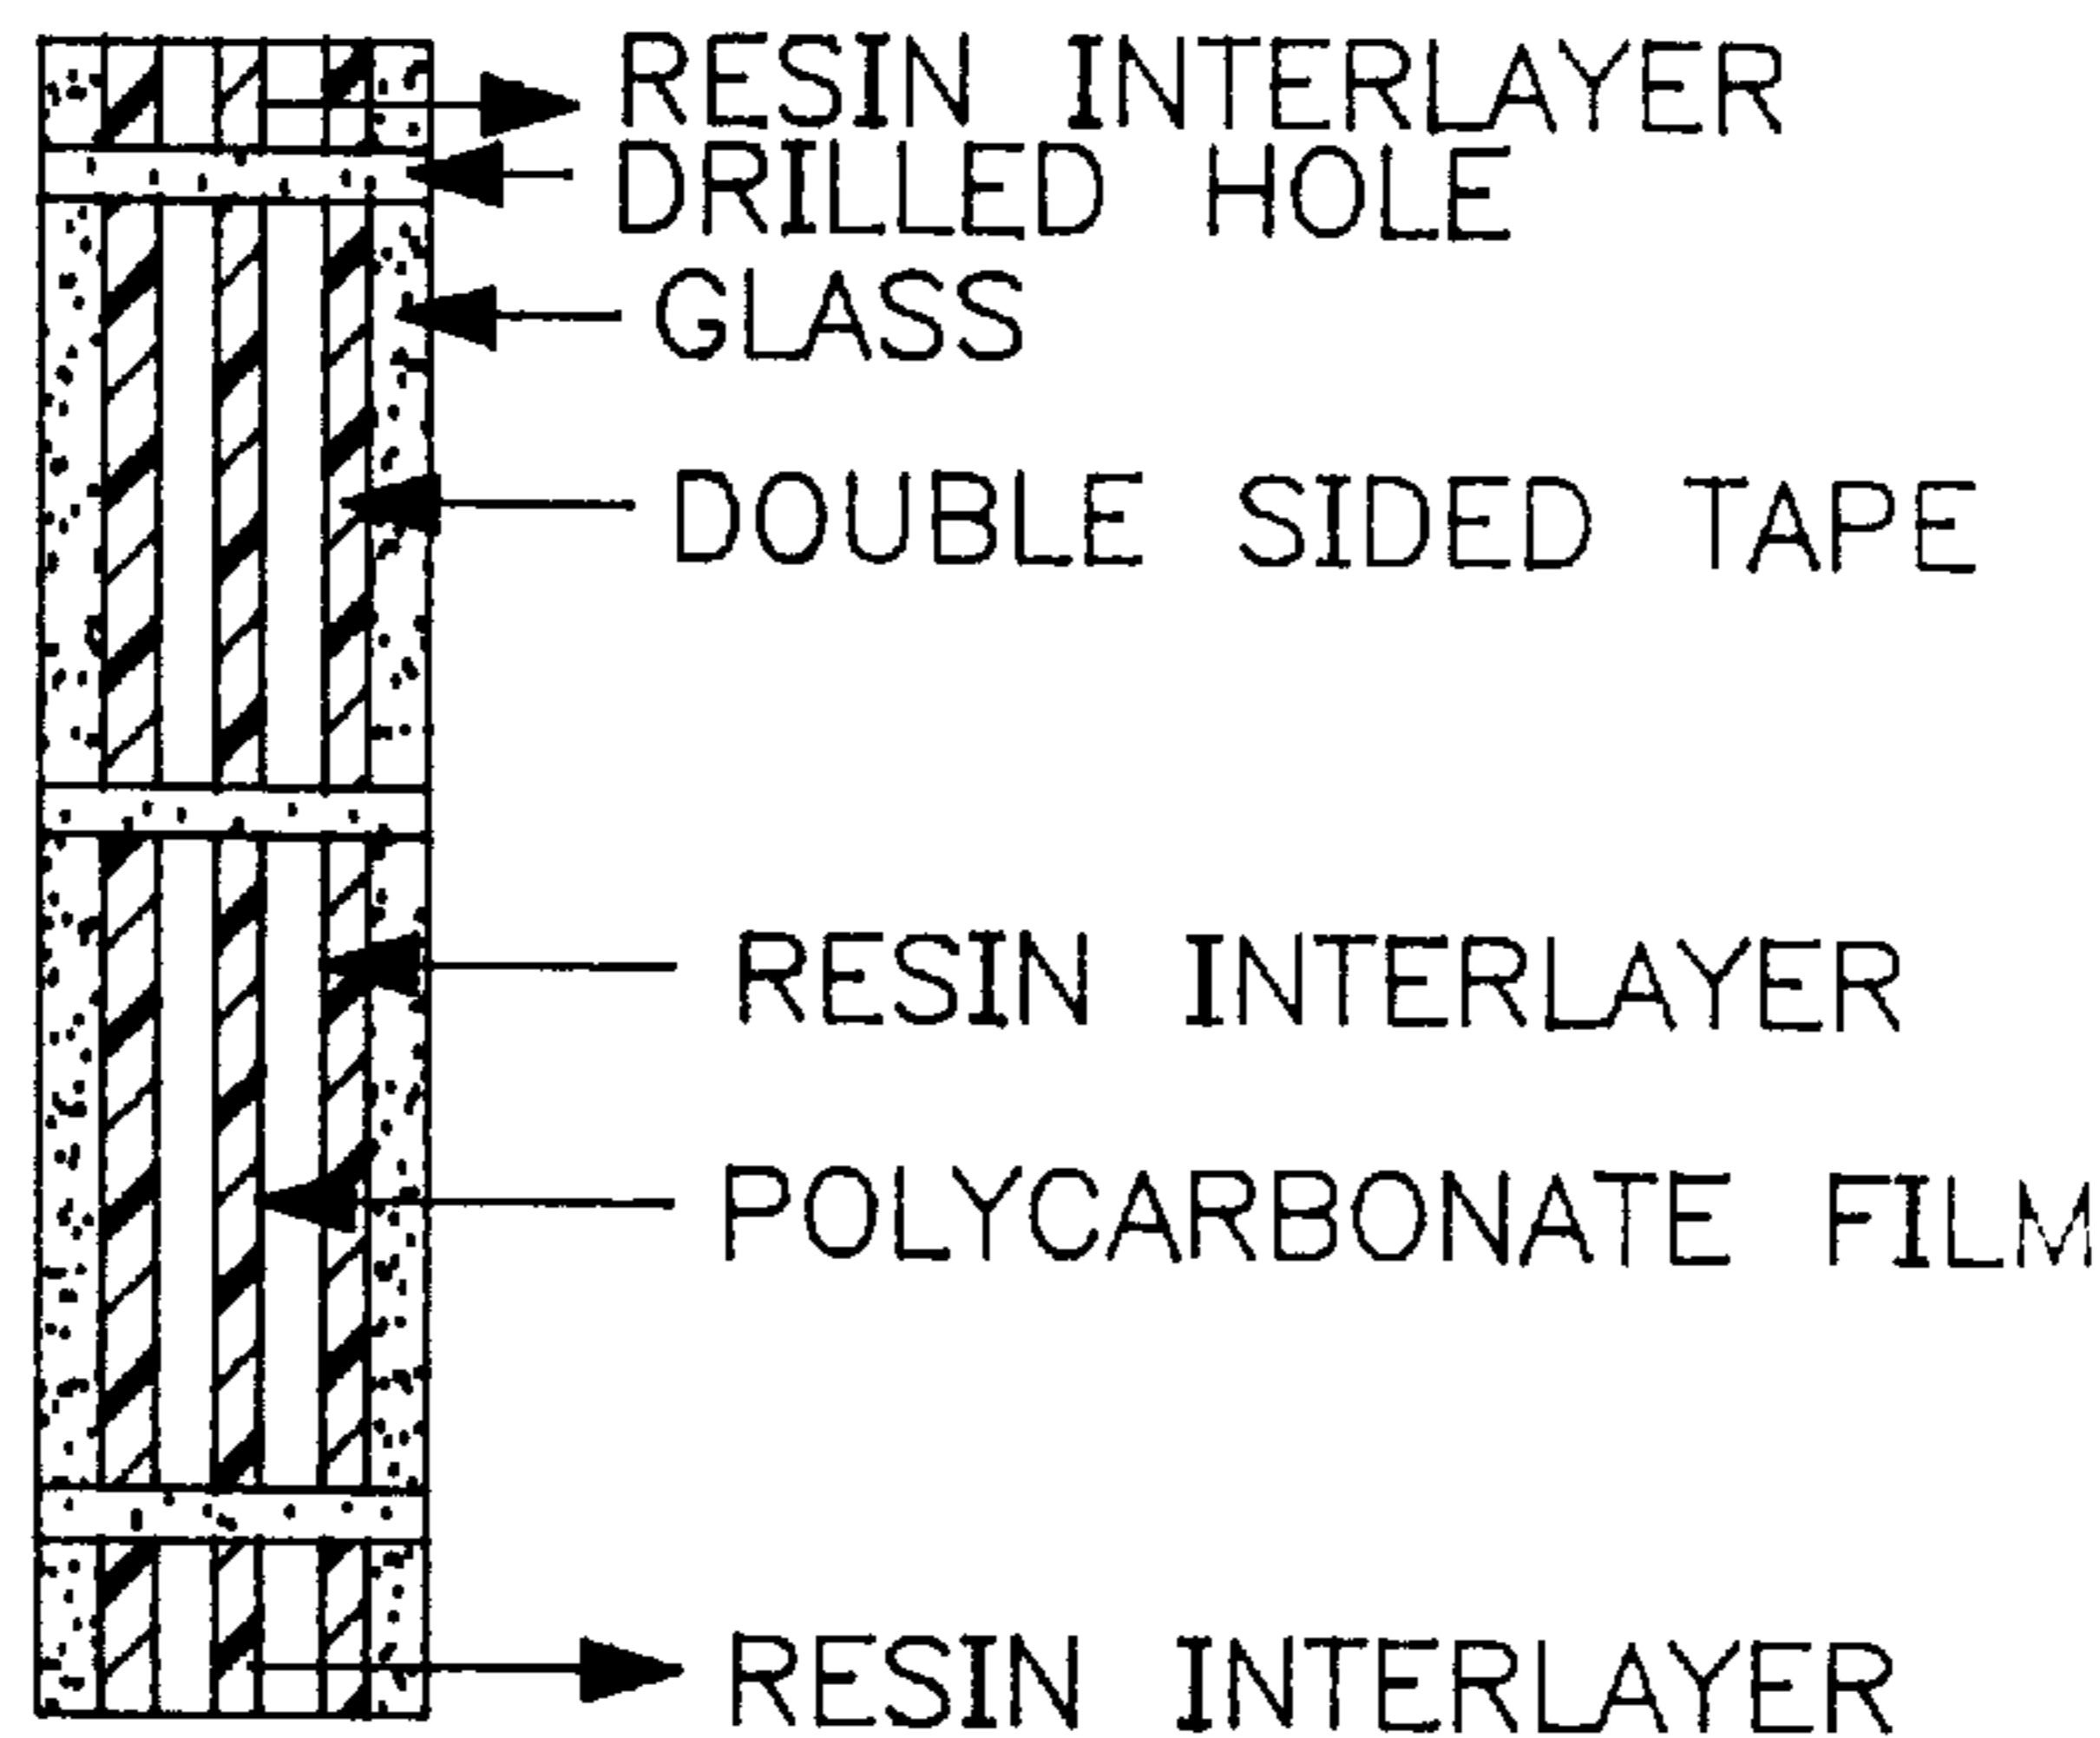 RESIN INTERLAYER
DRILLED HOLE
GLASS
DOUBLE SIDED TAPE
RESIN INTERLAYER
POLYCARBONATE FILM
RESIN INTERLAYER